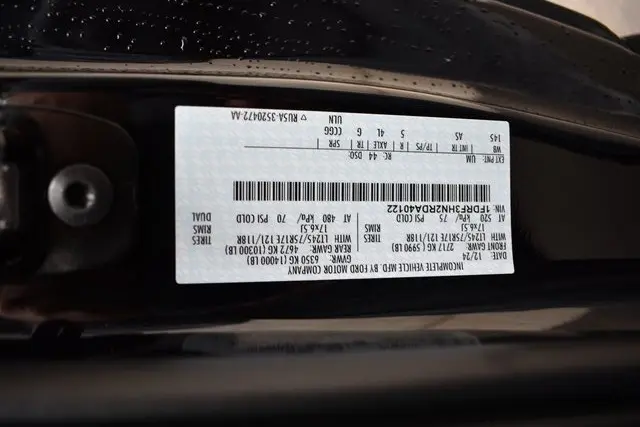 INCOMPLETE VEHICLE MFD. BY FORD MOTOR COMPANY
DATE: 12/24 GVWR: 6350 KG (14000 LB)
FRONT GAWR: 2717 KG (5990 LB) REAR GAWR: 4672 KG (10300 LB)
WITH LT245/75R17E 121/118R TIRES WITH LT245/75R17E 121/118R TIRES
17x6.5J RIMS 17x6.5J RIMS
AT 520 kPa/ 75 PSI COLD AT 480 kPa/ 70 PSI COLD DUAL
VIN: 1FDRF3HN2RDA40122
EXT PNT: UM RC: 44 DSO:
WB INT TR TP/PS R AXLE TR SPR
145 AS 5 4L 6 CCGG
ULN
▽ RU5A-3520472-AA